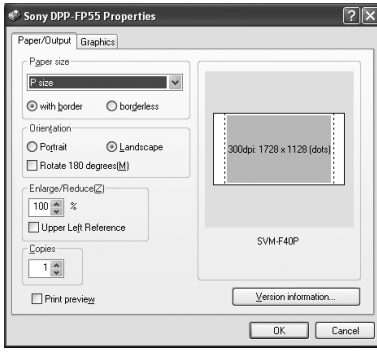 Sony DPP-FP55 Properties
Paper/Output Graphics
Paper size
P size
with border borderless
Orientation
Portrait Landscape
Rotate 180 degrees(M)
Enlarge/Reduce(Z)
100 %
Upper Left Reference
Copies
1
Print preview
300dpi: 1728 x 1128 (dots)
SVM-F40P
Version information...
OK Cancel